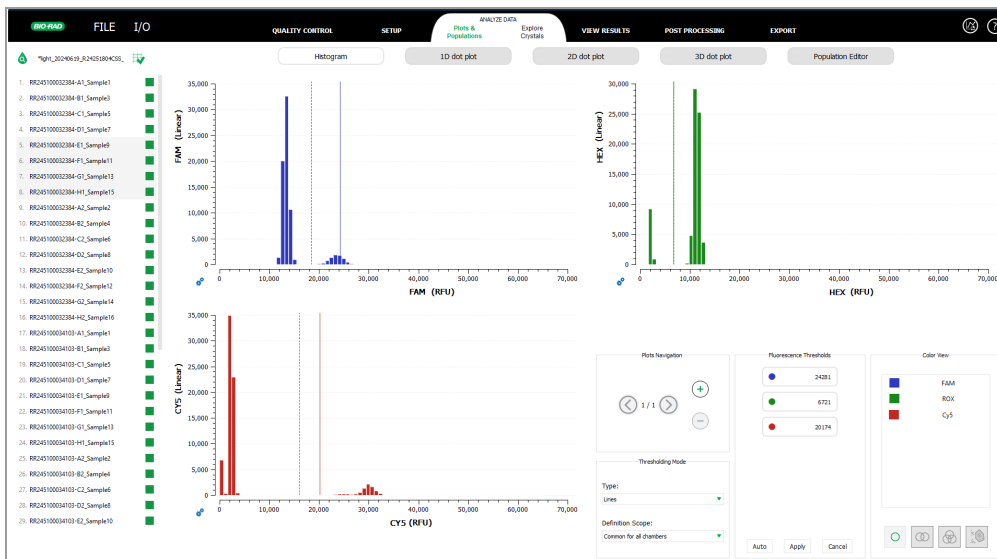 BIO-RAD FILE I/O
QUALITY CONTROL SETUP ANALYZE DATA Plots & Populations Explore Crystals VIEW RESULTS POST PROCESSING EXPORT
*light_20240619_R24251804CSS_
Histogram 1D dot plot 2D dot plot 3D dot plot Population Editor
1. RR245100032384-A1_Sample1
2. RR245100032384-B1_Sample3
3. RR245100032384-C1_Sample5
4. RR245100032384-D1_Sample7
5. RR245100032384-E1_Sample9
6. RR245100032384-F1_Sample11
7. RR245100032384-G1_Sample13
8. RR245100032384-H1_Sample15
9. RR245100032384-A2_Sample2
10. RR245100032384-B2_Sample4
11. RR245100032384-C2_Sample6
12. RR245100032384-D2_Sample8
13. RR245100032384-E2_Sample10
14. RR245100032384-F2_Sample12
15. RR245100032384-G2_Sample14
16. RR245100032384-H2_Sample16
17. RR245100034103-A1_Sample1
18. RR245100034103-B1_Sample3
19. RR245100034103-C1_Sample5
20. RR245100034103-D1_Sample7
21. RR245100034103-E1_Sample9
22. RR245100034103-F1_Sample11
23. RR245100034103-G1_Sample13
24. RR245100034103-H1_Sample15
25. RR245100034103-A2_Sample2
26. RR245100034103-B2_Sample4
27. RR245100034103-C2_Sample6
28. RR245100034103-D2_Sample8
29. RR245100034103-E2_Sample10
FAM (Linear)
35,000
30,000
25,000
20,000
15,000
10,000
5,000
0
0 10,000 20,000 30,000 40,000 50,000 60,000 70,000
FAM (RFU)
HEX (Linear)
30,000
25,000
20,000
15,000
10,000
5,000
0
0 10,000 20,000 30,000 40,000 50,000 60,000 70,000
HEX (RFU)
CY5 (Linear)
35,000
30,000
25,000
20,000
15,000
10,000
5,000
0
0 10,000 20,000 30,000 40,000 50,000 60,000 70,000
CY5 (RFU)
Plots Navigation
1 / 1
Thresholding Mode
Type:
Lines
Definition Scope:
Common for all chambers
Fluorescence Thresholds
24281
6721
20174
Auto Apply Cancel
Color View
FAM
ROX
Cy5